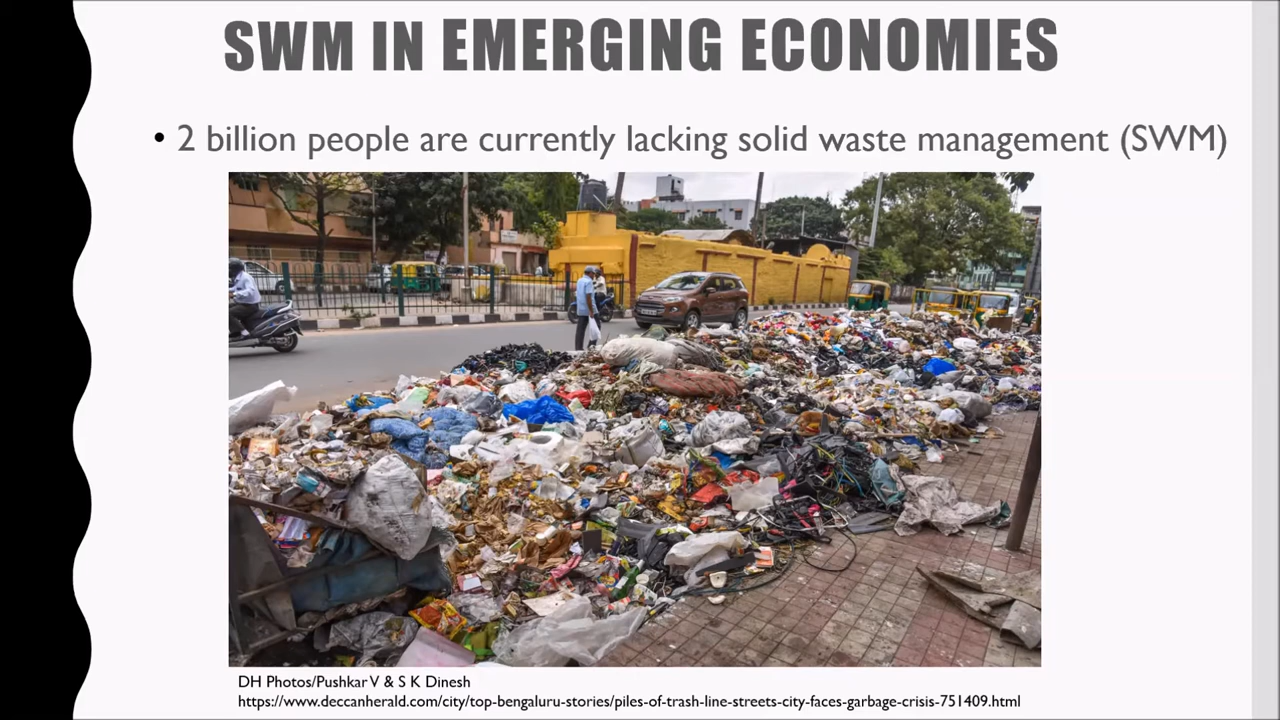 SWM IN EMERGING ECONOMIES
• 2 billion people are currently lacking solid waste management (SWM)
DH Photos/Pushkar V & S K Dinesh
https://www.deccanherald.com/city/top-bengaluru-stories/piles-of-trash-line-streets-city-faces-garbage-crisis-751409.html